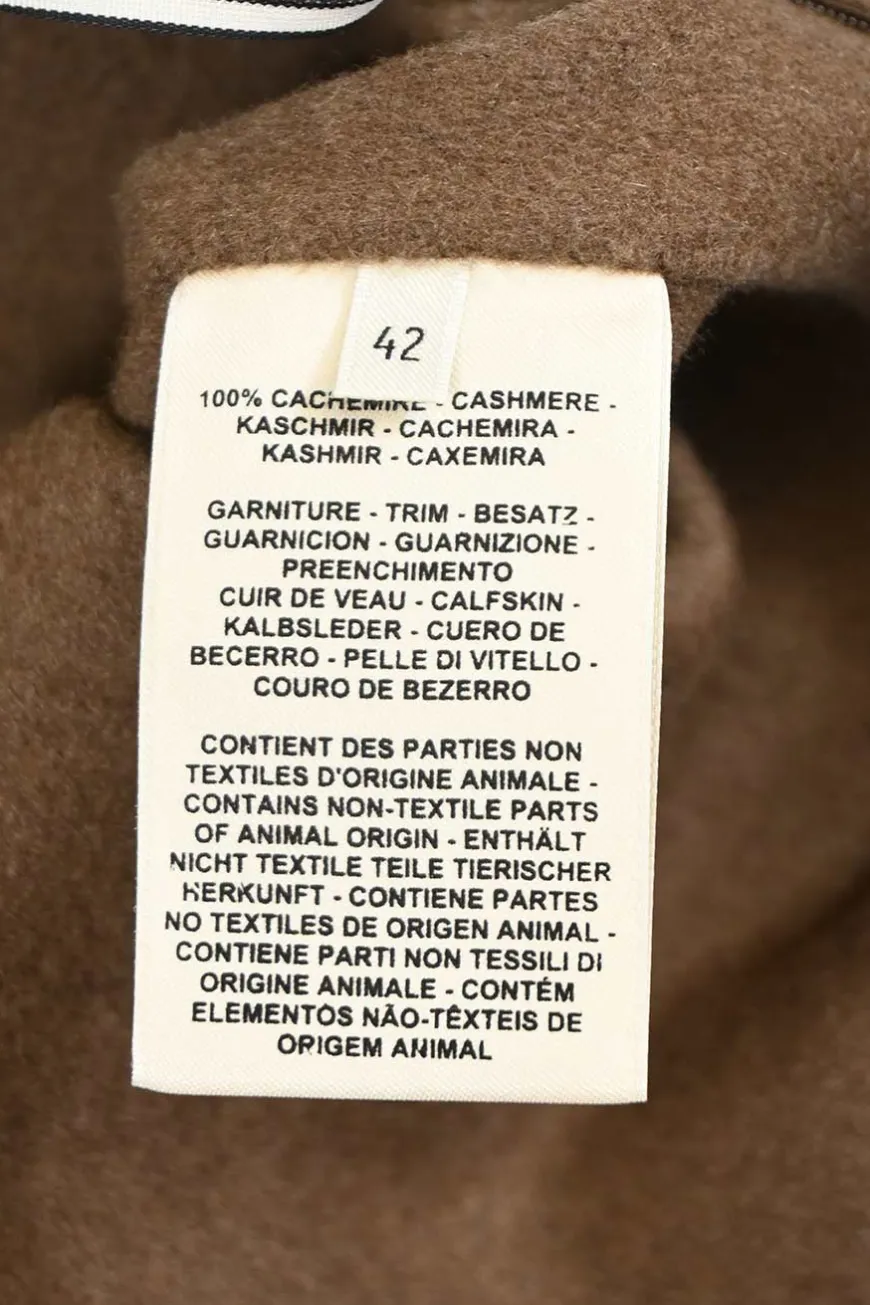 42
100% CACHEMIRE - CASHMERE -
KASCHMIR - CACHEMIRA -
KASHMIR - CAXEMIRA
GARNITURE - TRIM - BESATZ -
GUARNICION - GUARNIZIONE -
PREENCHIMENTO
CUIR DE VEAU - CALFSKIN -
KALBSLEDER - CUERO DE
BECERRO - PELLE DI VITELLO -
COURO DE BEZERRO
CONTIENT DES PARTIES NON
TEXTILES D'ORIGINE ANIMALE -
CONTAINS NON-TEXTILE PARTS
OF ANIMAL ORIGIN - ENTHÄLT
NICHT TEXTILE TEILE TIERISCHER
HERKUNFT - CONTIENE PARTES
NO TEXTILES DE ORIGEN ANIMAL -
CONTIENE PARTI NON TESSILI DI
ORIGINE ANIMALE - CONTÉM
ELEMENTOS NÃO-TÊXTEIS DE
ORIGEM ANIMAL